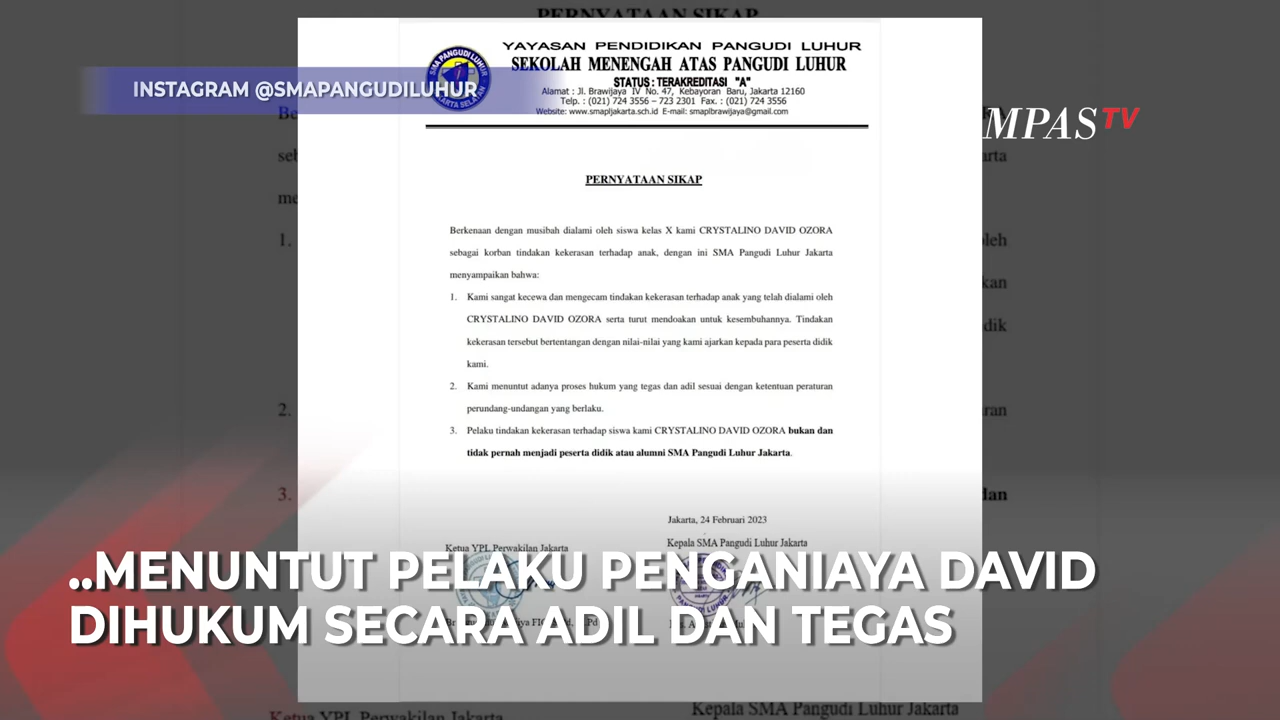 PERNYATAAN SIKAP
YAYASAN PENDIDIKAN PANGUDI LUHUR
SEKOLAH MENENGAH ATAS PANGUDI LUHUR
STATUS : TERAKREDITASI "A"
Alamat : Jl. Brawijaya IV No. 47, Kebayoran Baru, Jakarta 12160
Telp. : (021) 724 3556 – 723 2301 Fax. : (021) 724 3556
Website: www.smapljakarta.sch.id E-mail: smaplbrawijaya@gmail.com
SMA PANGUDI LUHUR
JAKARTA SELATAN
INSTAGRAM @SMAPANGUDILUHUR
MPAS TV
PERNYATAAN SIKAP
Berkenaan dengan musibah dialami oleh siswa kelas X kami CRYSTALINO DAVID OZORA
sebagai korban tindakan kekerasan terhadap anak, dengan ini SMA Pangudi Luhur Jakarta
menyampaikan bahwa:
1. Kami sangat kecewa dan mengecam tindakan kekerasan terhadap anak yang telah dialami oleh
CRYSTALINO DAVID OZORA serta turut mendoakan untuk kesembuhannya. Tindakan
kekerasan tersebut bertentangan dengan nilai-nilai yang kami ajarkan kepada para peserta didik
kami.
2. Kami menuntut adanya proses hukum yang tegas dan adil sesuai dengan ketentuan peraturan
perundang-undangan yang berlaku.
3. Pelaku tindakan kekerasan terhadap siswa kami CRYSTALINO DAVID OZORA bukan dan
tidak pernah menjadi peserta didik atau alumni SMA Pangudi Luhur Jakarta.
Jakarta, 24 Februari 2023
Ketua YPL Perwakilan Jakarta
Kepala SMA Pangudi Luhur Jakarta
..MENUNTUT PELAKU PENGANIAYA DAVID
DIHUKUM SECARA ADIL DAN TEGAS
Ketua YPL Perwakilan Jakarta
Kepala SMA Pangudi Luhur Jakarta